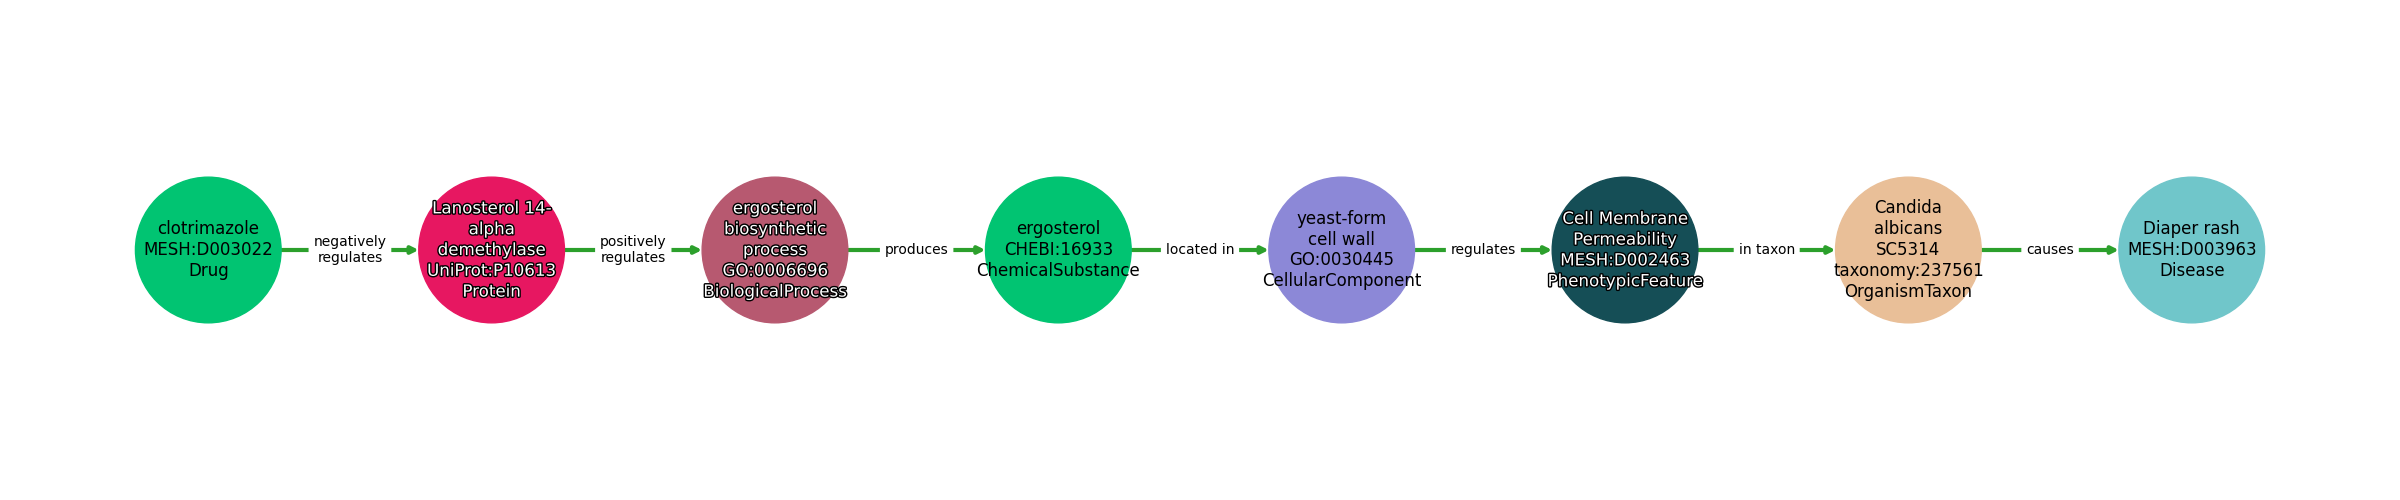 clotrimazole
MESH:D003022
Drug
negatively
regulates
Lanosterol 14-
alpha
demethylase
UniProt:P10613
Protein
positively
regulates
ergosterol
biosynthetic
process
GO:0006696
BiologicalProcess
produces
ergosterol
CHEBI:16933
ChemicalSubstance
located in
yeast-form
cell wall
GO:0030445
CellularComponent
regulates
Cell Membrane
Permeability
MESH:D002463
PhenotypicFeature
in taxon
Candida
albicans
SC5314
taxonomy:237561
OrganismTaxon
causes
Diaper rash
MESH:D003963
Disease